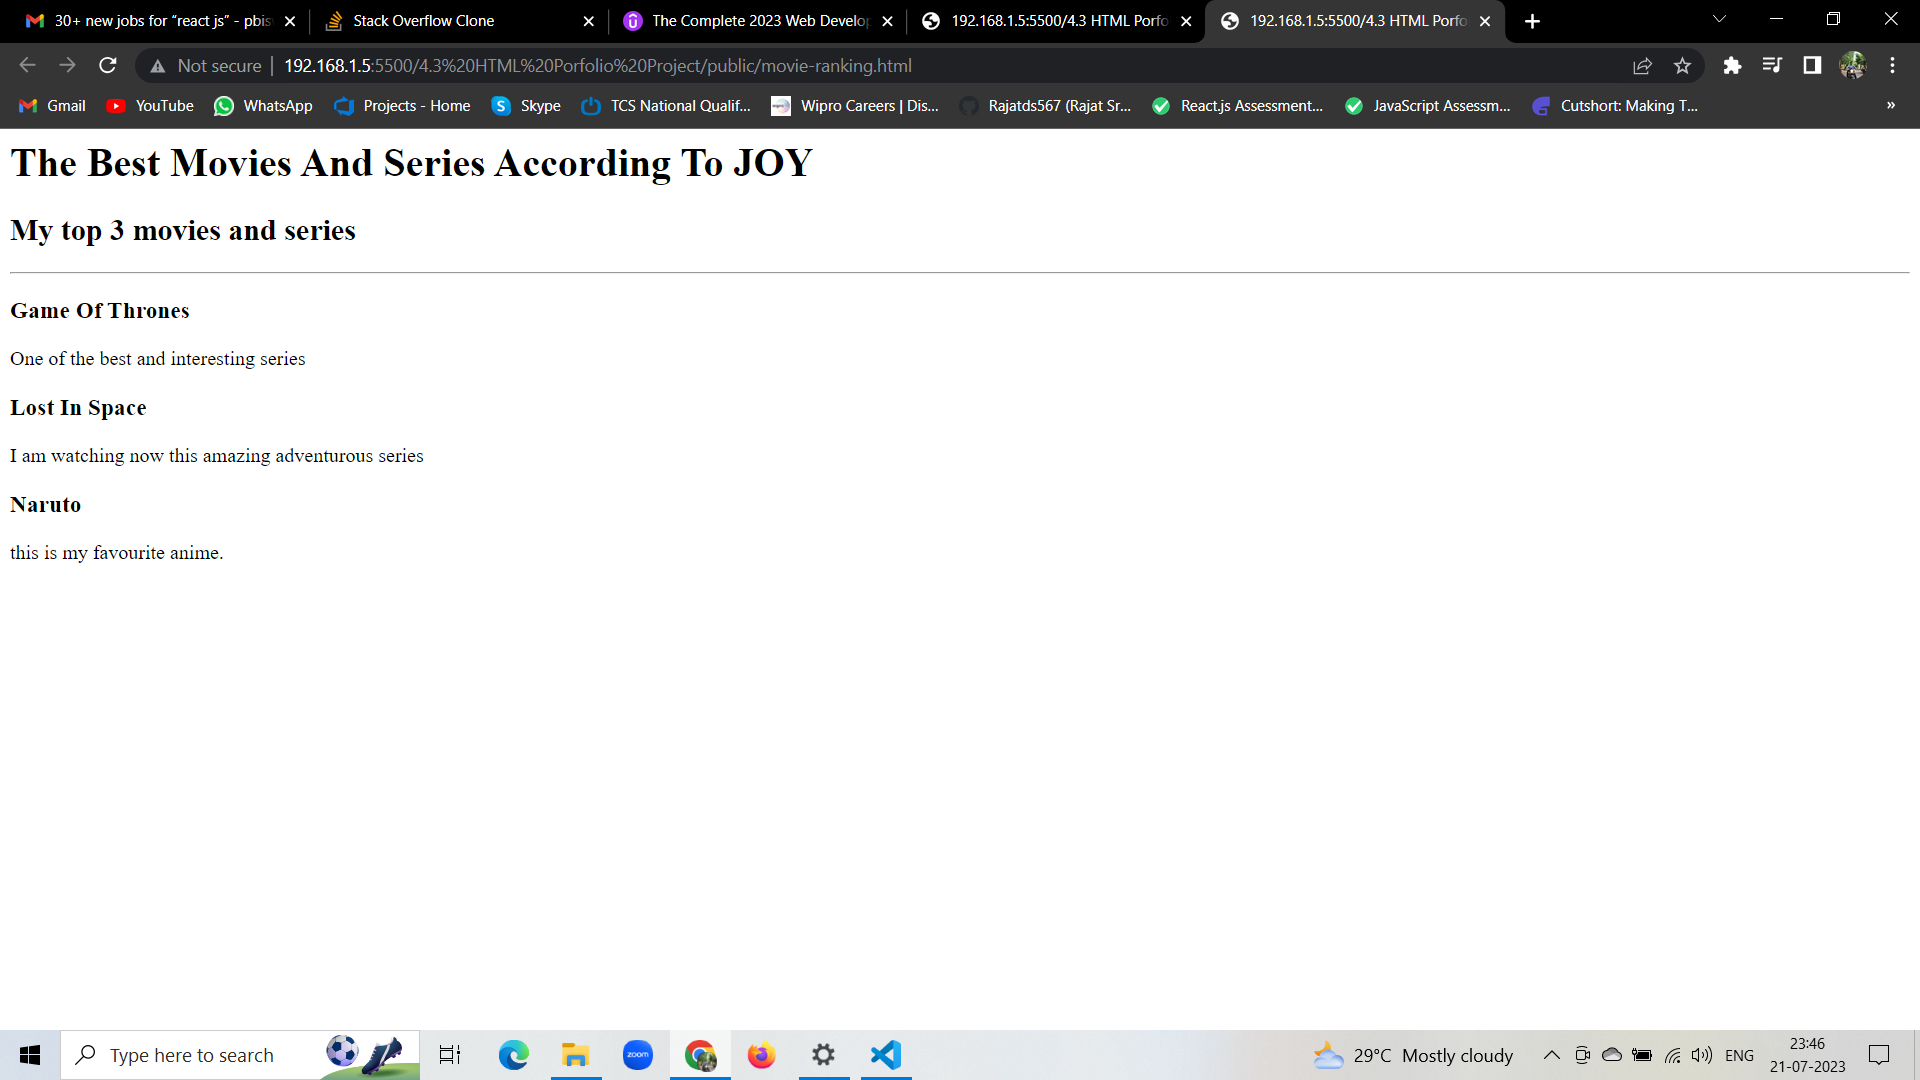 30+ new jobs for “react js” - pbis
Stack Overflow Clone
The Complete 2023 Web Develop
192.168.1.5:5500/4.3 HTML Porfo
192.168.1.5:5500/4.3 HTML Porfo
Not secure
192.168.1.5:5500/4.3%20HTML%20Porfolio%20Project/public/movie-ranking.html
Gmail
YouTube
WhatsApp
Projects - Home
Skype
TCS National Qualif...
Wipro Careers | Dis...
Rajatds567 (Rajat Sr...
React.js Assessment...
JavaScript Assessm...
Cutshort: Making T...
»
The Best Movies And Series According To JOY
My top 3 movies and series
Game Of Thrones
One of the best and interesting series
Lost In Space
I am watching now this amazing adventurous series
Naruto
this is my favourite anime.
Type here to search
zoom
29°C Mostly cloudy
ENG
23:46
21-07-2023